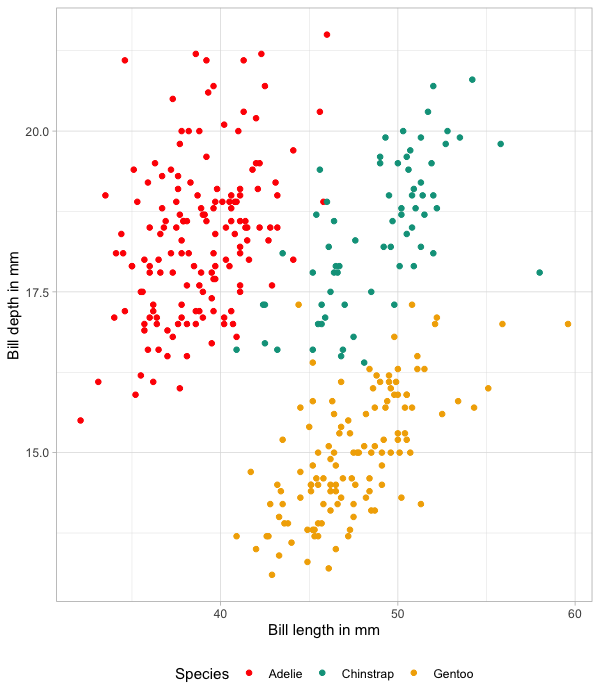 20.0
17.5
15.0
Bill depth in mm
40
50
60
Bill length in mm
Species Adelie Chinstrap Gentoo